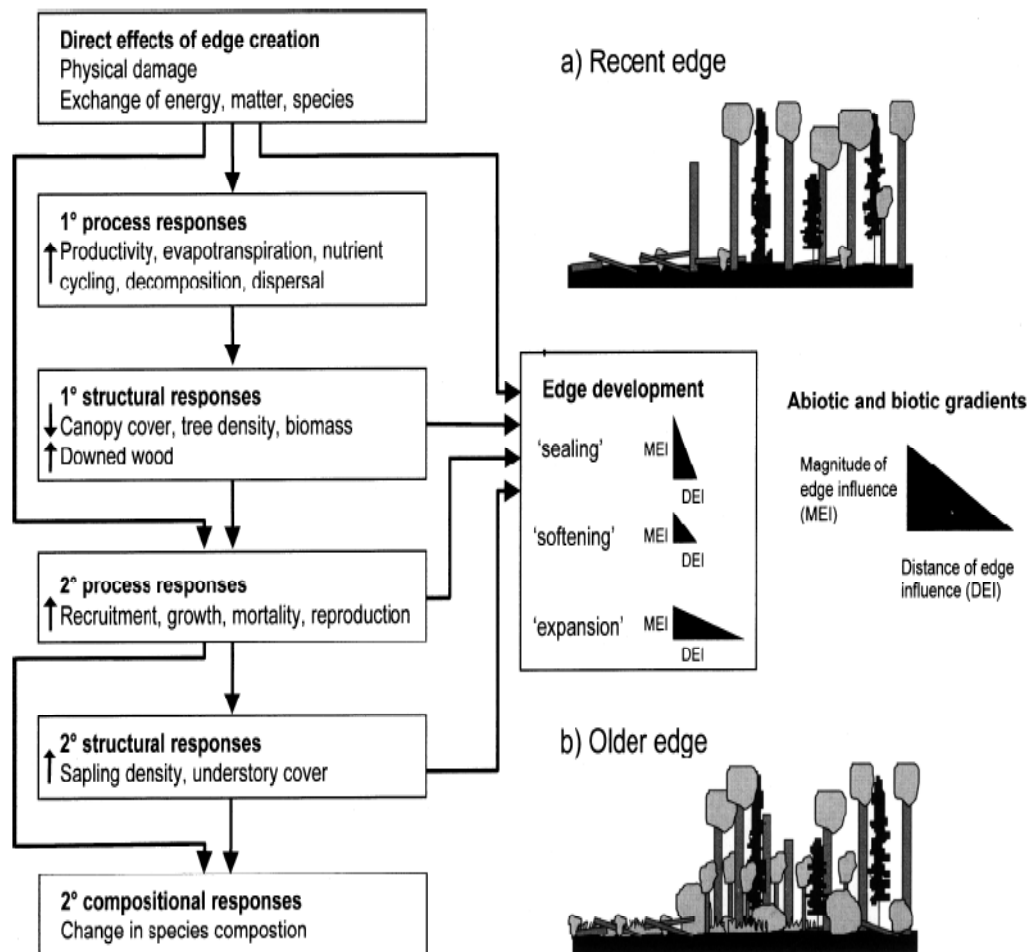 Direct effects of edge creation
Physical damage
Exchange of energy, matter, species
1° process responses
Productivity, evapotranspiration, nutrient
cycling, decomposition, dispersal
1° structural responses
Canopy cover, tree density, biomass
Downed wood
2° process responses
Recruitment, growth, mortality, reproduction
2° structural responses
Sapling density, understory cover
2° compositional responses
Change in species compostion
a) Recent edge
Edge development
'sealing'
MEI
DEI
'softening'
MEI
DEI
'expansion'
MEI
DEI
Abiotic and biotic gradients
Magnitude of
edge influence
(MEI)
Distance of edge
influence (DEI)
b) Older edge